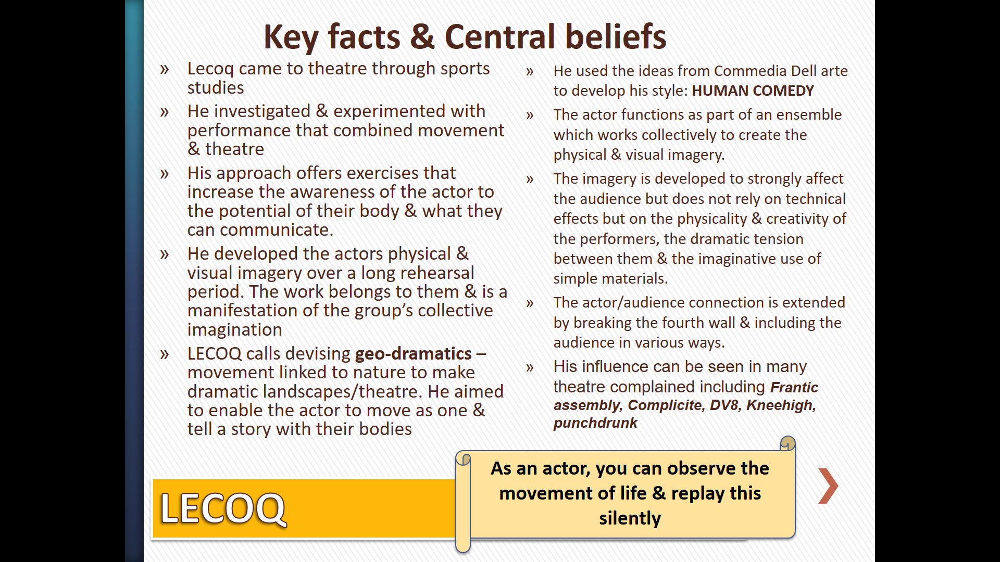 Key facts & Central beliefs
» Lecoq came to theatre through sports
studies
» He investigated & experimented with
performance that combined movement
& theatre
» His approach offers exercises that
increase the awareness of the actor to
the potential of their body & what they
can communicate.
» He developed the actors physical &
visual imagery over a long rehearsal
period. The work belongs to them & is a
manifestation of the group’s collective
imagination
» LECOQ calls devising geo-dramatics –
movement linked to nature to make
dramatic landscapes/theatre. He aimed
to enable the actor to move as one &
tell a story with their bodies
» He used the ideas from Commedia Dell arte
to develop his style: HUMAN COMEDY
» The actor functions as part of an ensemble
which works collectively to create the
physical & visual imagery.
» The imagery is developed to strongly affect
the audience but does not rely on technical
effects but on the physicality & creativity of
the performers, the dramatic tension
between them & the imaginative use of
simple materials.
» The actor/audience connection is extended
by breaking the fourth wall & including the
audience in various ways.
» His influence can be seen in many
theatre complained including Frantic
assembly, Complicite, DV8, Kneehigh,
punchdrunk
LECOQ
As an actor, you can observe the
movement of life & replay this
silently